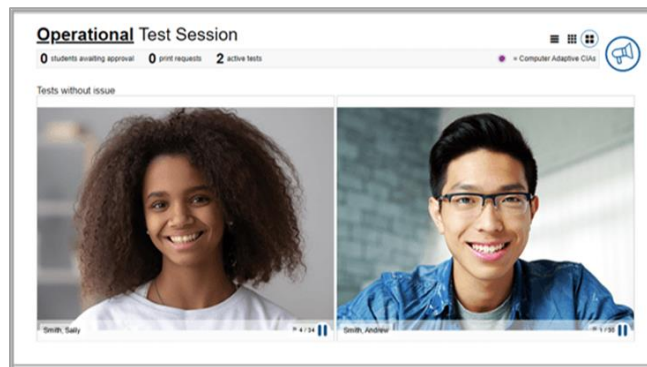 Operational Test Session
0 students awaiting approval 0 print requests 2 active tests = Computer Adaptive CIAs
Tests without issue
Smith, Sally 4 / 34
Smith, Andrew 1 / 30